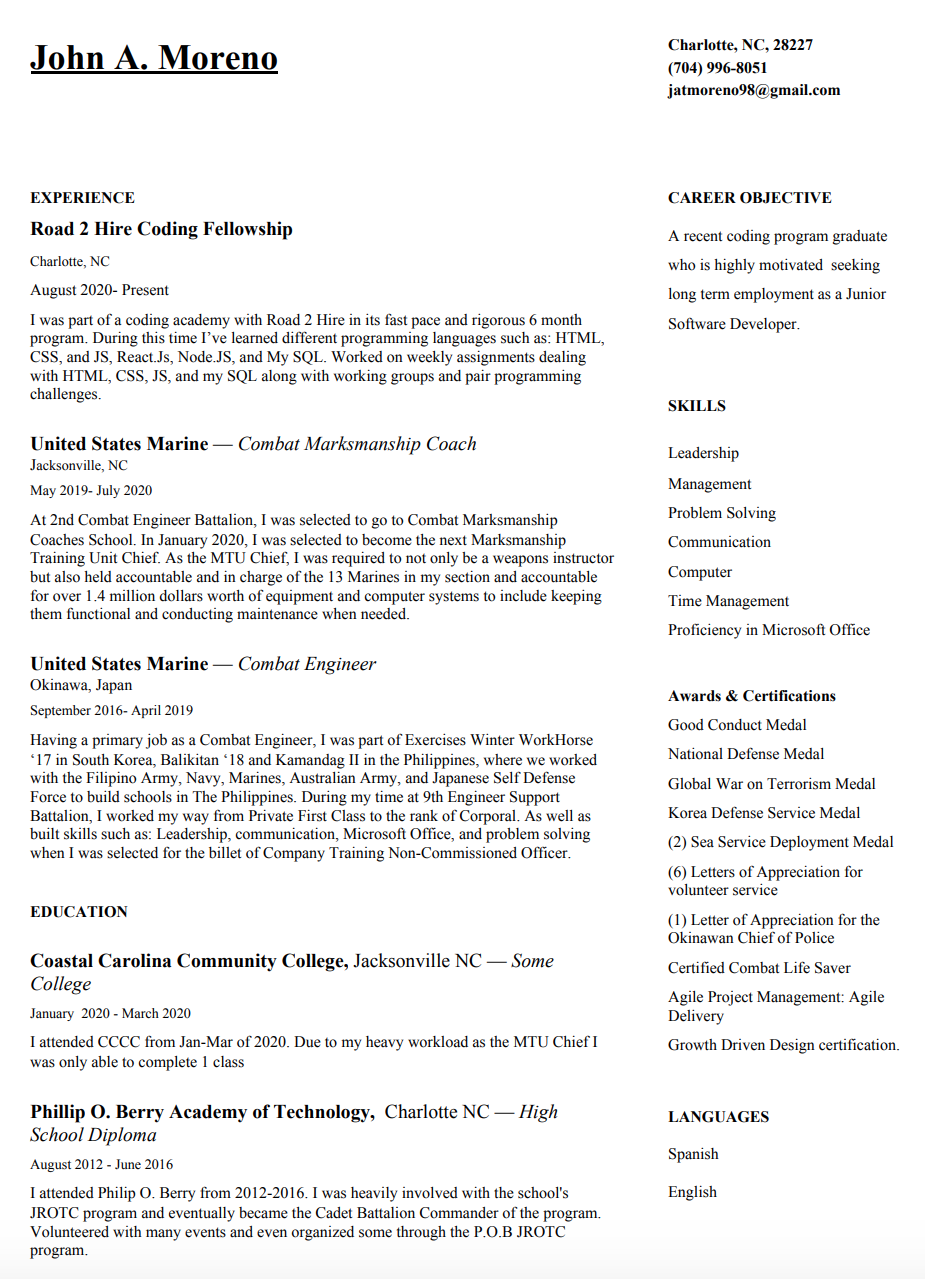 John A. Moreno
Charlotte, NC, 28227
(704) 996-8051
jatmoreno98@gmail.com
EXPERIENCE
Road 2 Hire Coding Fellowship
Charlotte, NC
August 2020- Present
I was part of a coding academy with Road 2 Hire in its fast pace and rigorous 6 month
program. During this time I’ve learned different programming languages such as: HTML,
CSS, and JS, React.Js, Node.JS, and My SQL. Worked on weekly assignments dealing
with HTML, CSS, JS, and my SQL along with working groups and pair programming
challenges.
United States Marine — Combat Marksmanship Coach
Jacksonville, NC
May 2019- July 2020
At 2nd Combat Engineer Battalion, I was selected to go to Combat Marksmanship
Coaches School. In January 2020, I was selected to become the next Marksmanship
Training Unit Chief. As the MTU Chief, I was required to not only be a weapons instructor
but also held accountable and in charge of the 13 Marines in my section and accountable
for over 1.4 million dollars worth of equipment and computer systems to include keeping
them functional and conducting maintenance when needed.
United States Marine — Combat Engineer
Okinawa, Japan
September 2016- April 2019
Having a primary job as a Combat Engineer, I was part of Exercises Winter WorkHorse
‘17 in South Korea, Balikitan ‘18 and Kamandag II in the Philippines, where we worked
with the Filipino Army, Navy, Marines, Australian Army, and Japanese Self Defense
Force to build schools in The Philippines. During my time at 9th Engineer Support
Battalion, I worked my way from Private First Class to the rank of Corporal. As well as
built skills such as: Leadership, communication, Microsoft Office, and problem solving
when I was selected for the billet of Company Training Non-Commissioned Officer.
EDUCATION
Coastal Carolina Community College, Jacksonville NC — Some
College
January 2020 - March 2020
I attended CCCC from Jan-Mar of 2020. Due to my heavy workload as the MTU Chief I
was only able to complete 1 class
Phillip O. Berry Academy of Technology, Charlotte NC — High
School Diploma
August 2012 - June 2016
I attended Philip O. Berry from 2012-2016. I was heavily involved with the school's
JROTC program and eventually became the Cadet Battalion Commander of the program.
Volunteered with many events and even organized some through the P.O.B JROTC
program.
CAREER OBJECTIVE
A recent coding program graduate
who is highly motivated seeking
long term employment as a Junior
Software Developer.
SKILLS
Leadership
Management
Problem Solving
Communication
Computer
Time Management
Proficiency in Microsoft Office
Awards & Certifications
Good Conduct Medal
National Defense Medal
Global War on Terrorism Medal
Korea Defense Service Medal
(2) Sea Service Deployment Medal
(6) Letters of Appreciation for
volunteer service
(1) Letter of Appreciation for the
Okinawan Chief of Police
Certified Combat Life Saver
Agile Project Management: Agile
Delivery
Growth Driven Design certification.
LANGUAGES
Spanish
English